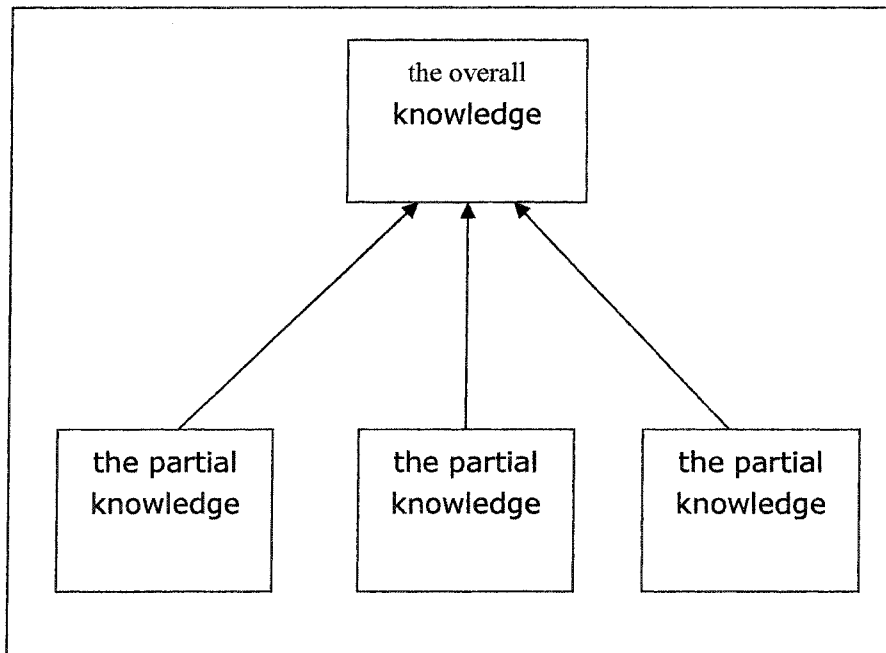 the overall
knowledge
the partial
knowledge
the partial
knowledge
the partial
knowledge